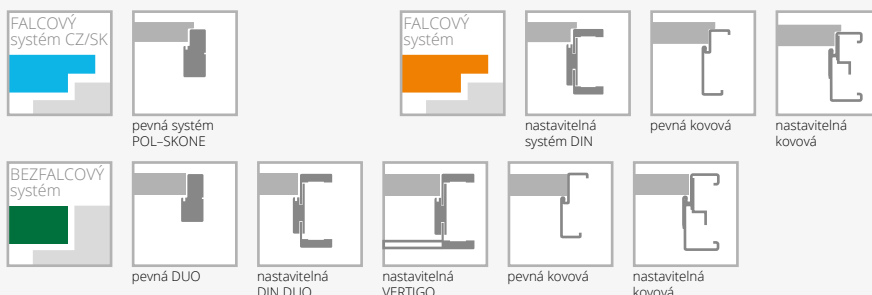 FALCOVÝ
systém CZ/SK
pevná systém
POL–SKONE
FALCOVÝ
systém
nastavitelná
systém DIN
pevná kovová
nastavitelná
kovová
BEZFALCOVÝ
systém
pevná DUO
nastavitelná
DIN DUO
nastavitelná
VERTIGO
pevná kovová
nastavitelná
kovová